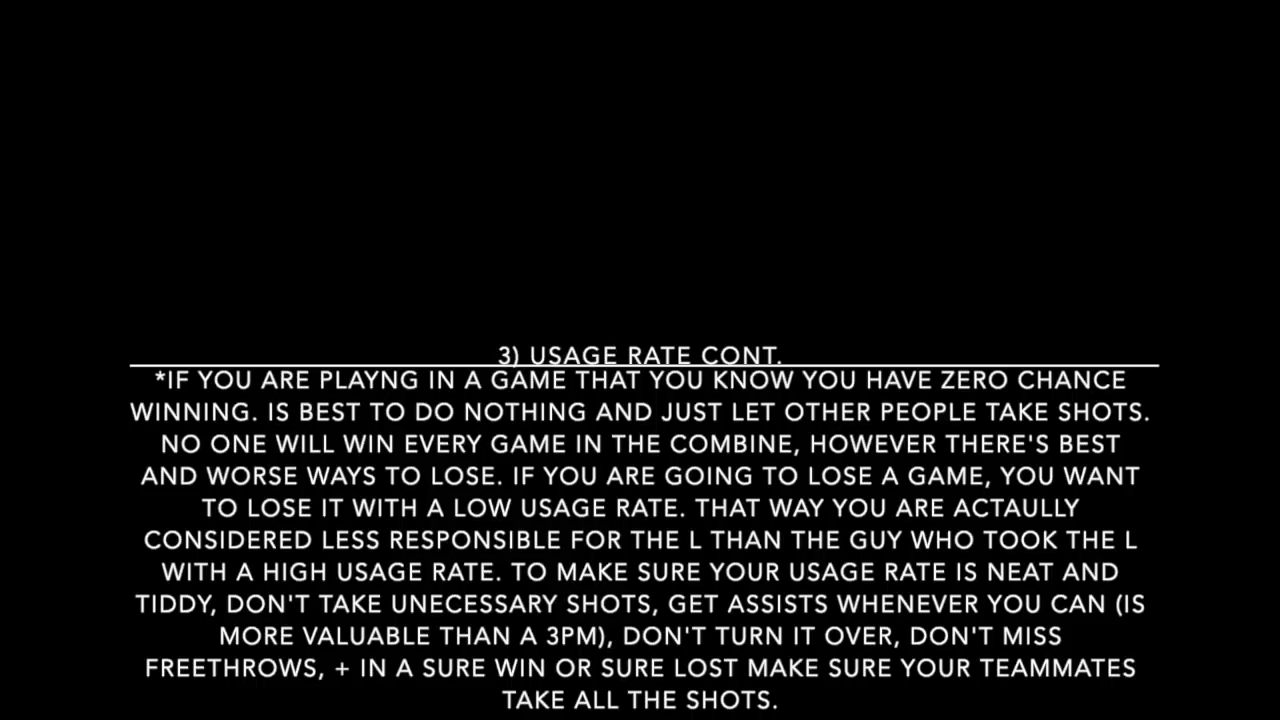 3) USAGE RATE CONT.
*IF YOU ARE PLAYNG IN A GAME THAT YOU KNOW YOU HAVE ZERO CHANCE
WINNING. IS BEST TO DO NOTHING AND JUST LET OTHER PEOPLE TAKE SHOTS.
NO ONE WILL WIN EVERY GAME IN THE COMBINE, HOWEVER THERE'S BEST
AND WORSE WAYS TO LOSE. IF YOU ARE GOING TO LOSE A GAME, YOU WANT
TO LOSE IT WITH A LOW USAGE RATE. THAT WAY YOU ARE ACTAULLY
CONSIDERED LESS RESPONSIBLE FOR THE L THAN THE GUY WHO TOOK THE L
WITH A HIGH USAGE RATE. TO MAKE SURE YOUR USAGE RATE IS NEAT AND
TIDDY, DON'T TAKE UNECESSARY SHOTS, GET ASSISTS WHENEVER YOU CAN (IS
MORE VALUABLE THAN A 3PM), DON'T TURN IT OVER, DON'T MISS
FREETHROWS, + IN A SURE WIN OR SURE LOST MAKE SURE YOUR TEAMMATES
TAKE ALL THE SHOTS.